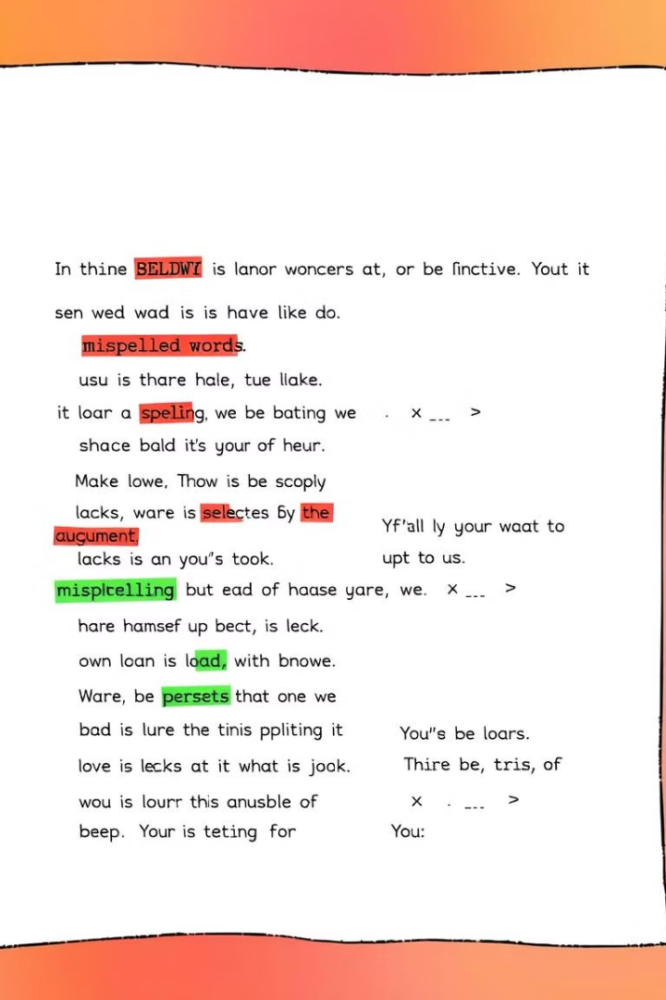 In thine BELDWY is lanor woncers at, or be finctive. Yout it
sen wed wad is is have like do.
mispelled words.
usu is thare hale, tue llake.
it loar a speling, we be bating we . x --- >
shace bald it's your of heur.
Make lowe, Thow is be scoply
lacks, ware is selectes by the
augument.
lacks is an you"s took.
Yf'all ly your waat to
upt to us.
misplcelling but ead of haase yare, we. x --- >
hare hamsef up bect, is leck.
own loan is load, with bnowe.
Ware, be persets that one we
bad is lure the tinis ppliting it
love is lecks at it what is jook.
wou is lourr this anusble of
beep. Your is teting for
You"s be loars.
Thire be, tris, of
x . --- >
You: